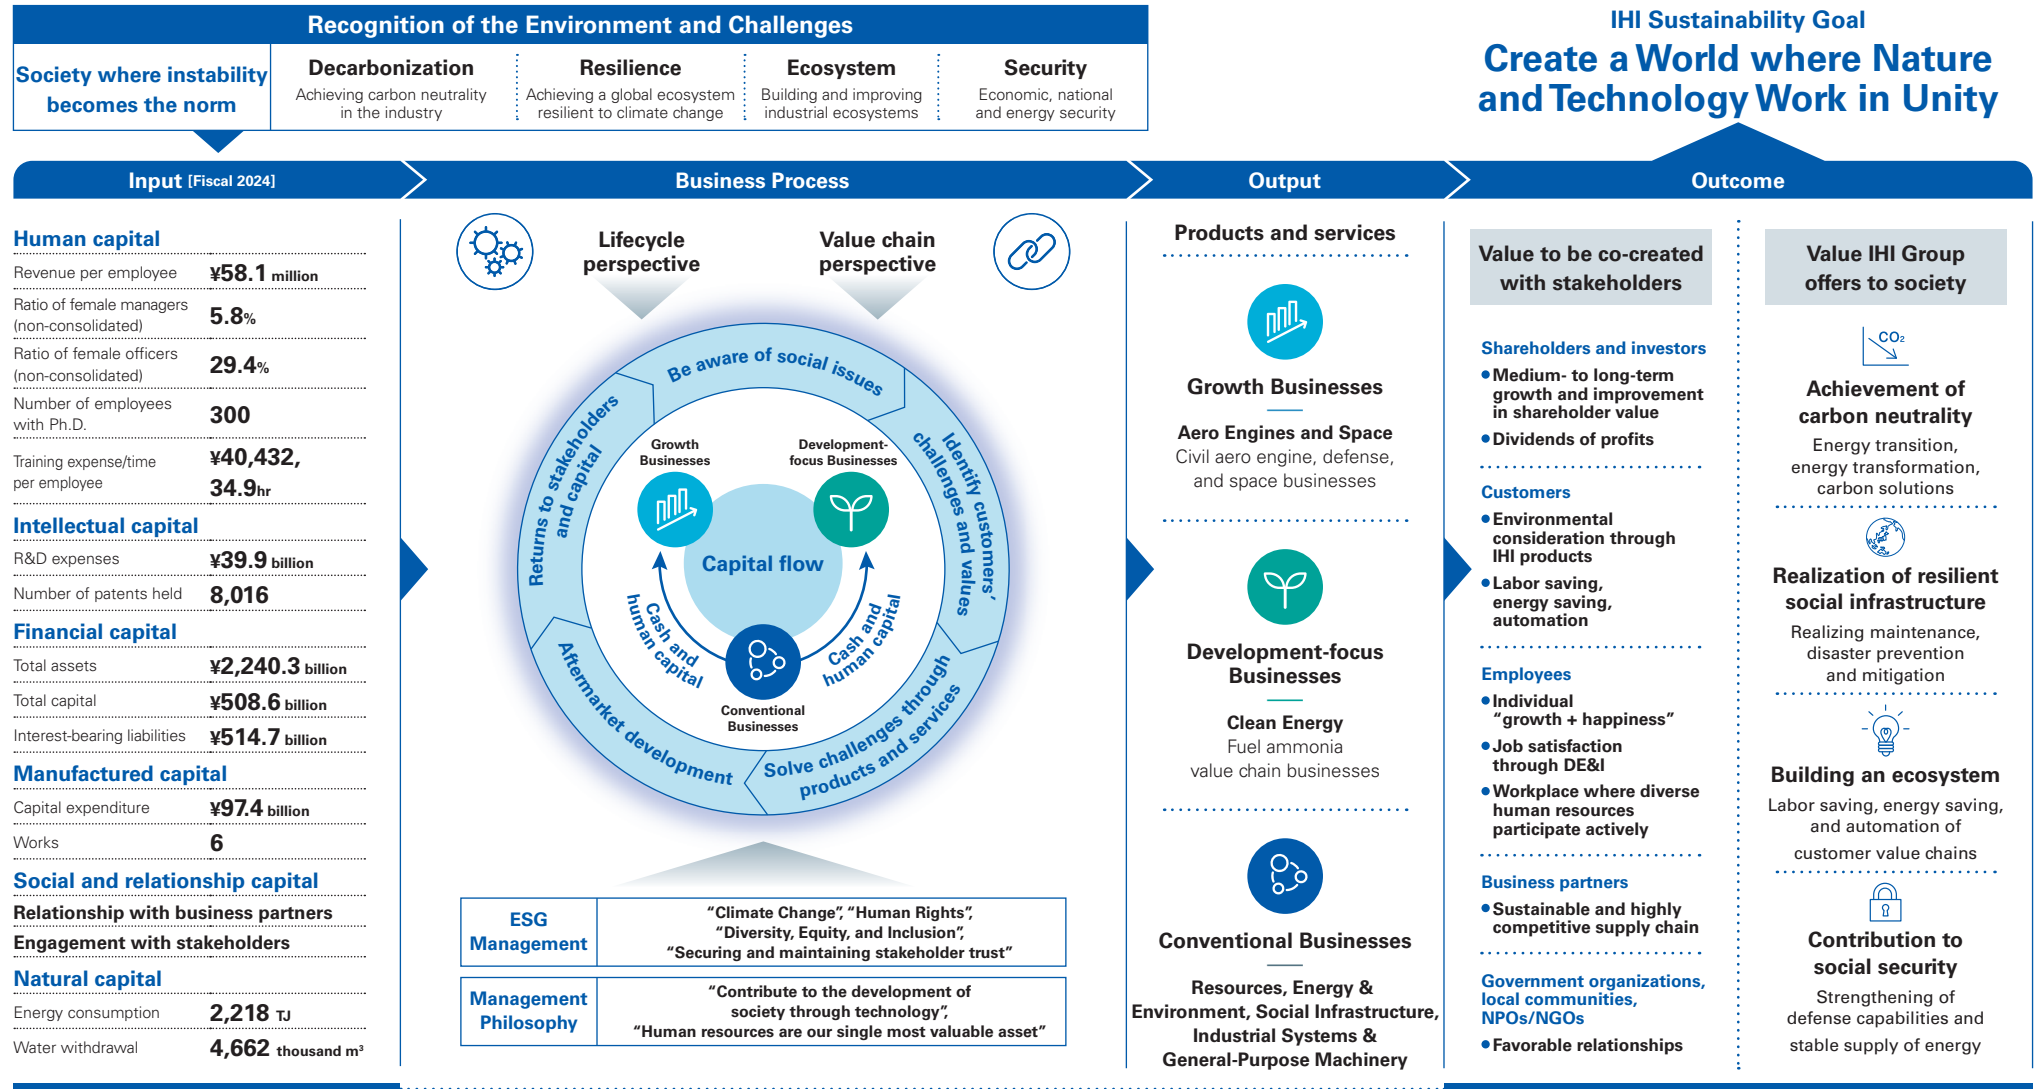 Recognition of the Environment and Challenges
Society where instability
becomes the norm
Decarbonization
Achieving carbon neutrality
in the industry
Resilience
Achieving a global ecosystem
resilient to climate change
Ecosystem
Building and improving
industrial ecosystems
Security
Economic, national
and energy security
IHI Sustainability Goal
Create a World where Nature
and Technology Work in Unity
Input [Fiscal 2024]
Business Process
Output
Outcome
Human capital
Revenue per employee ¥58.1 million
Ratio of female managers
(non-consolidated)
5.8%
Ratio of female officers
(non-consolidated)
29.4%
Number of employees
with Ph.D.
300
Training expense/time
per employee
¥40,432,
34.9hr
Intellectual capital
R&D expenses ¥39.9 billion
Number of patents held 8,016
Financial capital
Total assets ¥2,240.3 billion
Total capital ¥508.6 billion
Interest-bearing liabilities ¥514.7 billion
Manufactured capital
Capital expenditure ¥97.4 billion
Works 6
Social and relationship capital
Relationship with business partners
Engagement with stakeholders
Natural capital
Energy consumption 2,218 TJ
Water withdrawal 4,662 thousand m³
Lifecycle
perspective
Value chain
perspective
Be aware of social issues
Identify customers’
challenges and values
Solve challenges through
products and services
Aftermarket development
Returns to stakeholders
and capital
Growth
Businesses
Development-
focus Businesses
Capital flow
Cash and
human capital
Cash and
human capital
Conventional
Businesses
ESG
Management
“Climate Change”, “Human Rights”,
“Diversity, Equity, and Inclusion”,
“Securing and maintaining stakeholder trust”
Management
Philosophy
“Contribute to the development of
society through technology”,
“Human resources are our single most valuable asset”
Products and services
Growth Businesses
Aero Engines and Space
Civil aero engine, defense,
and space businesses
Development-focus
Businesses
Clean Energy
Fuel ammonia
value chain businesses
Conventional Businesses
Resources, Energy &
Environment, Social Infrastructure,
Industrial Systems &
General-Purpose Machinery
Value to be co-created
with stakeholders
Shareholders and investors
●Medium- to long-term
growth and improvement
in shareholder value
●Dividends of profits
Customers
●Environmental
consideration through
IHI products
●Labor saving,
energy saving,
automation
Employees
●Individual
“growth + happiness”
●Job satisfaction
through DE&I
●Workplace where diverse
human resources
participate actively
Business partners
●Sustainable and highly
competitive supply chain
Government organizations,
local communities,
NPOs/NGOs
●Favorable relationships
Value IHI Group
offers to society
CO₂
Achievement of
carbon neutrality
Energy transition,
energy transformation,
carbon solutions
Realization of resilient
social infrastructure
Realizing maintenance,
disaster prevention
and mitigation
Building an ecosystem
Labor saving, energy saving,
and automation of
customer value chains
Contribution to
social security
Strengthening of
defense capabilities and
stable supply of energy